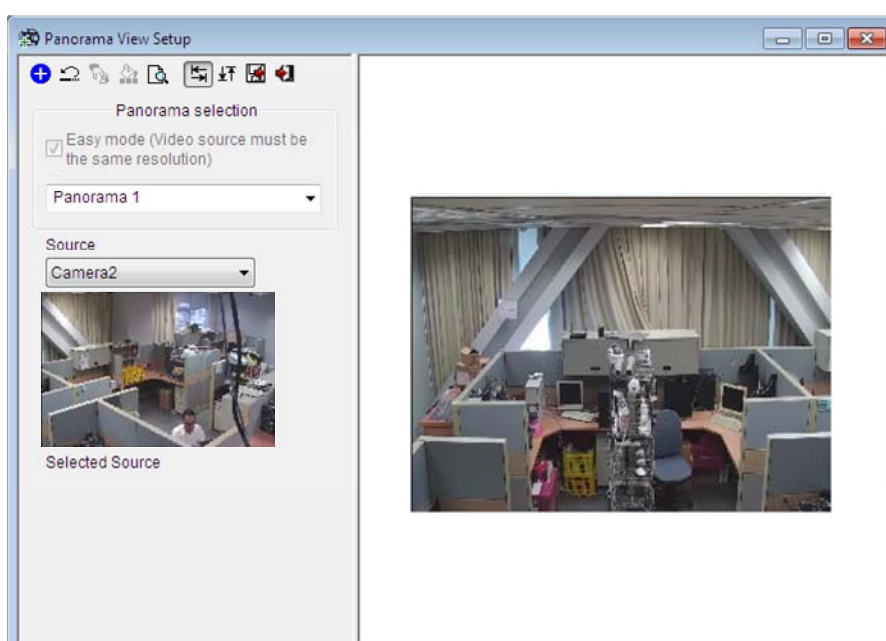 Panorama View Setup
Panorama selection
Easy mode (Video source must be
the same resolution)
Panorama 1
Source
Camera2
Selected Source